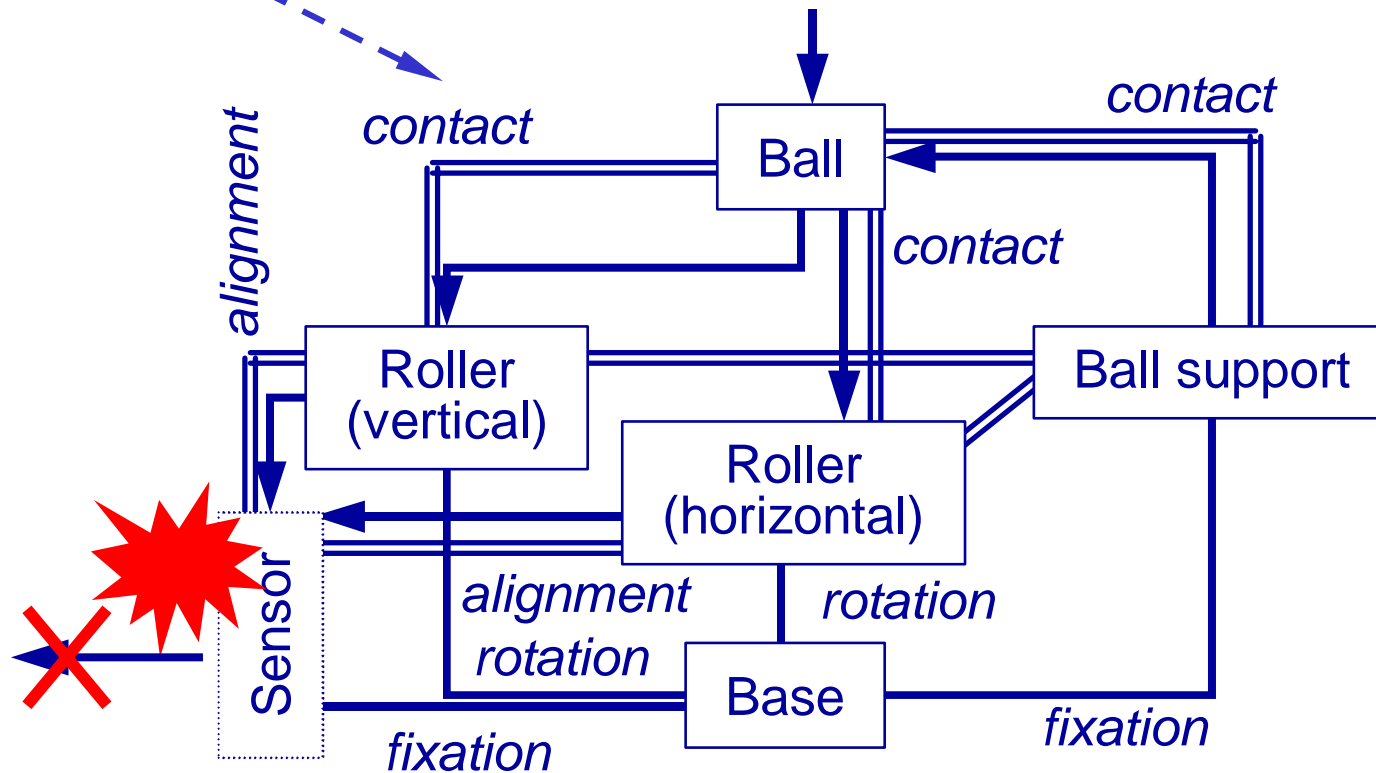 contact
contact
alignment
Ball
contact
Roller
(vertical)
Ball support
Roller
(horizontal)
Sensor
alignment
rotation
rotation
Base
fixation
fixation